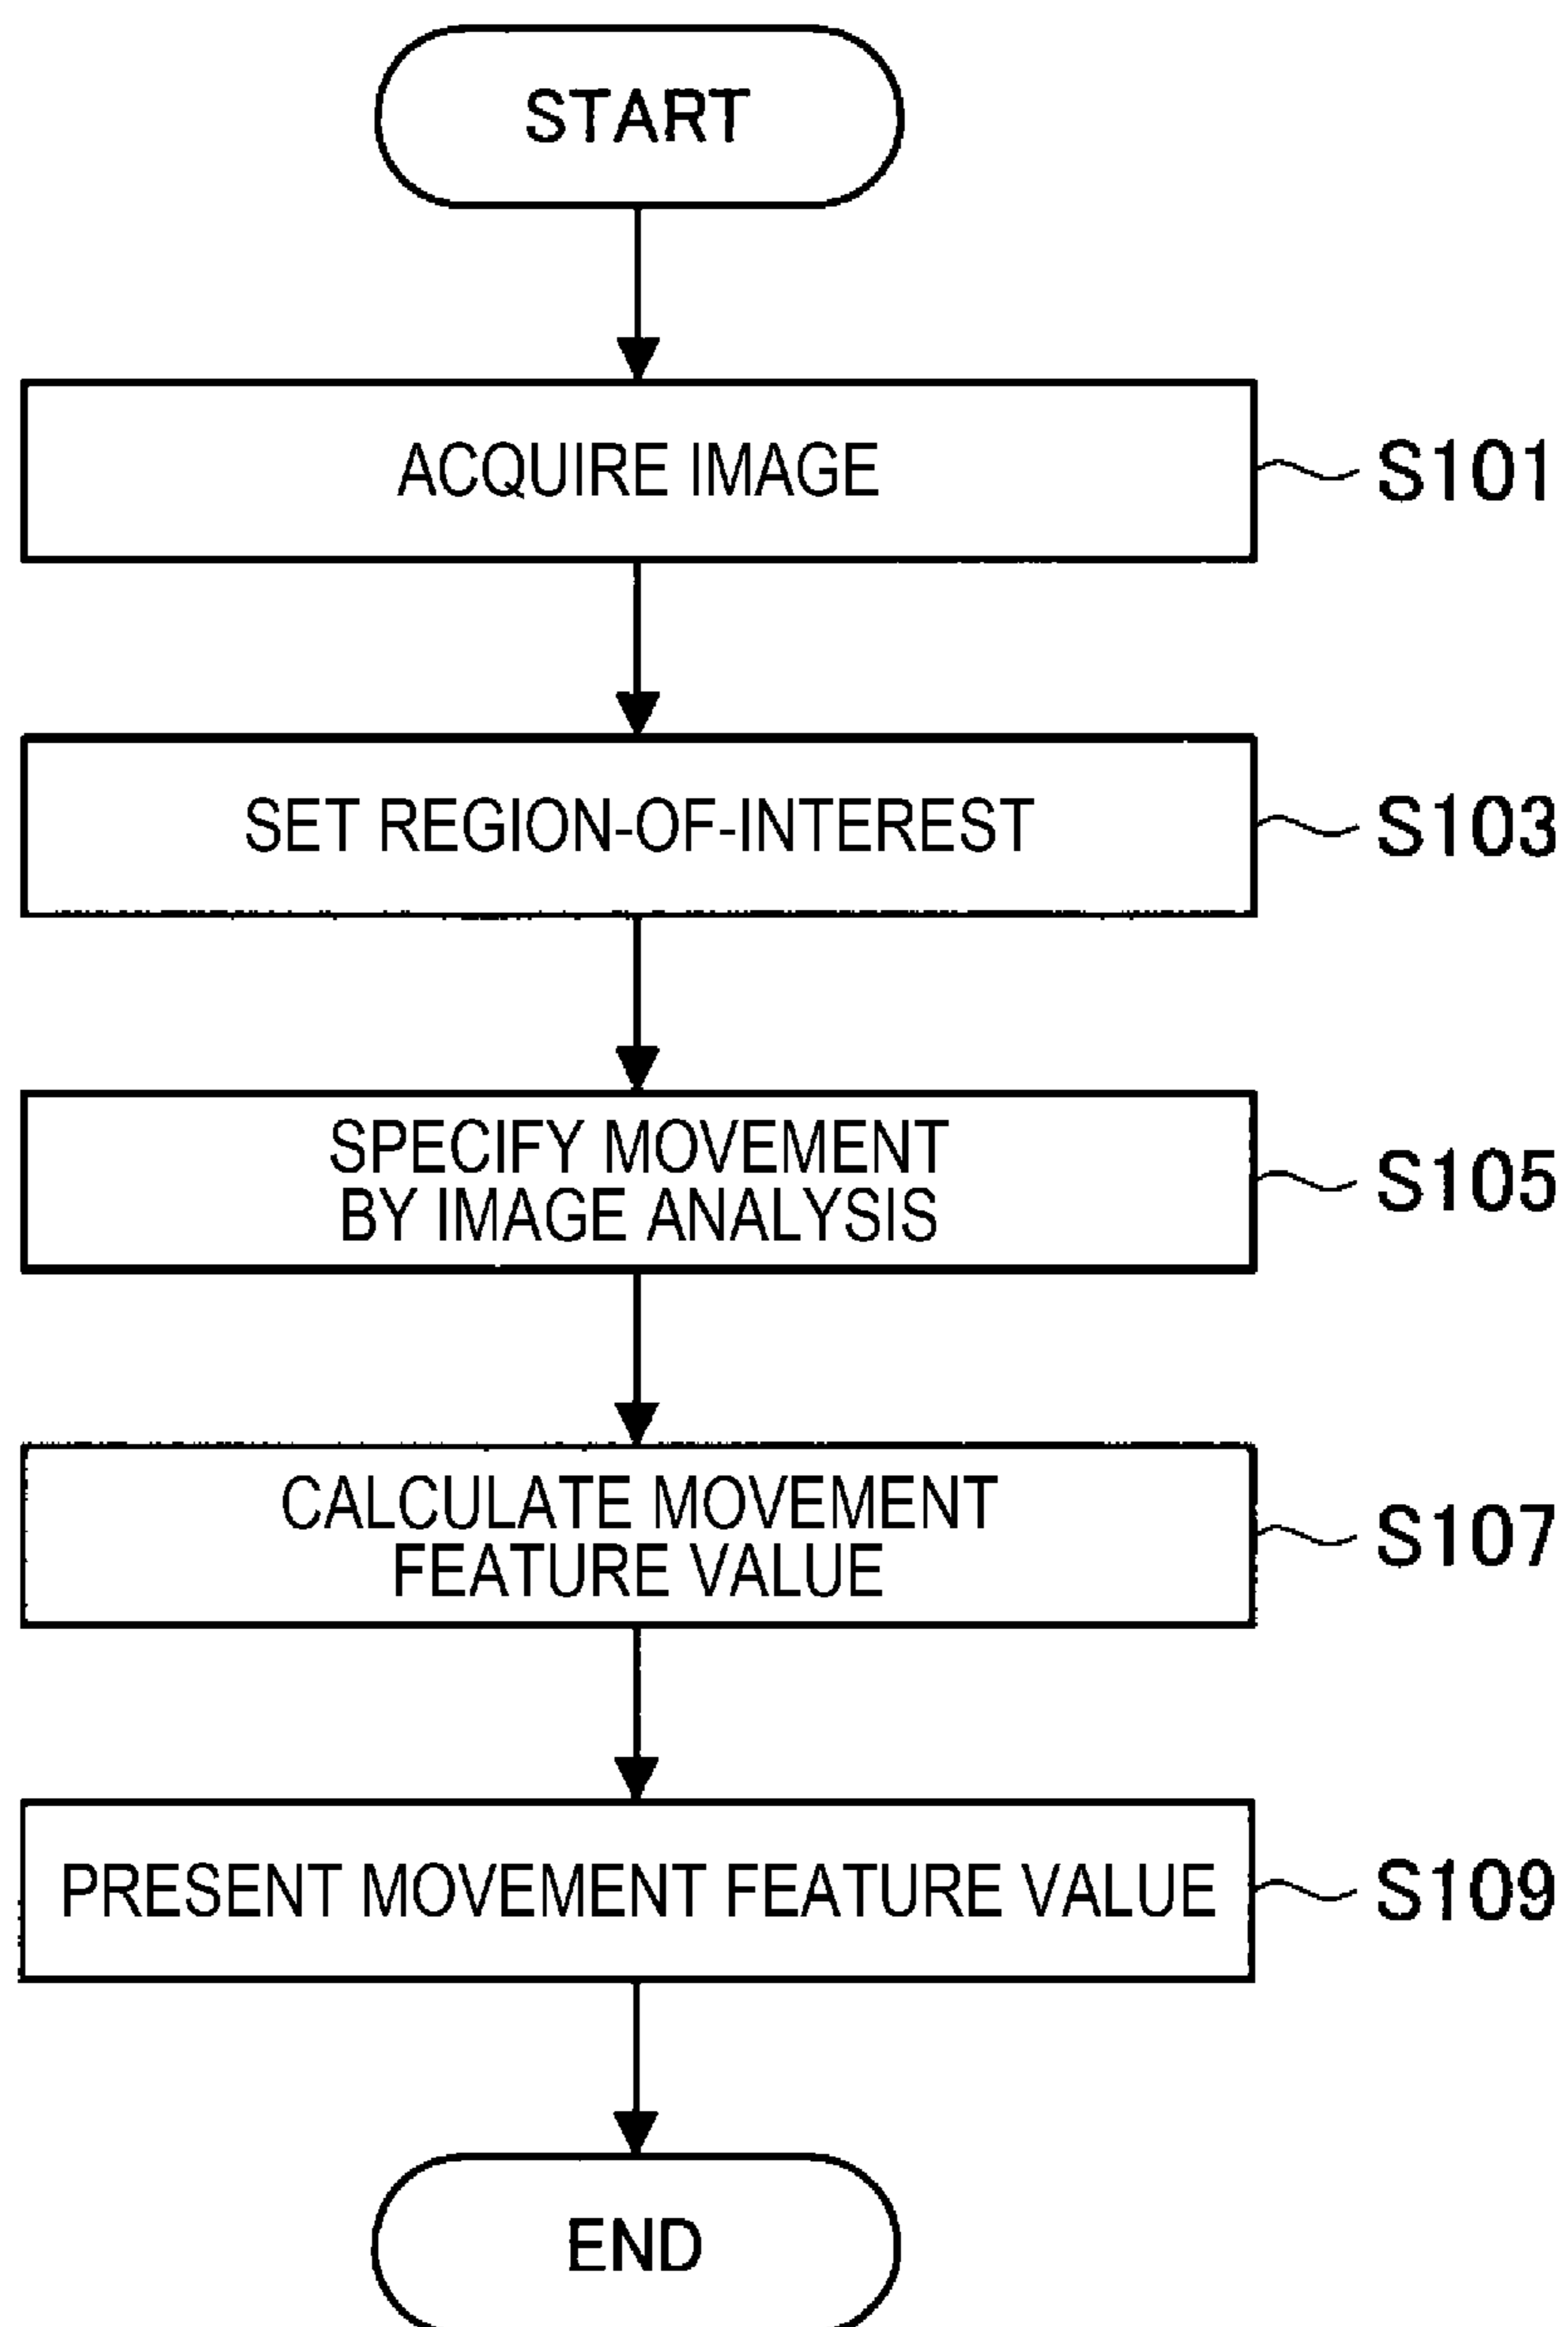 START
ACQUIRE IMAGE
S101
SET REGION-OF-INTEREST
S103
SPECIFY MOVEMENT
BY IMAGE ANALYSIS
S105
CALCULATE MOVEMENT
FEATURE VALUE
S107
PRESENT MOVEMENT FEATURE VALUE
S109
END